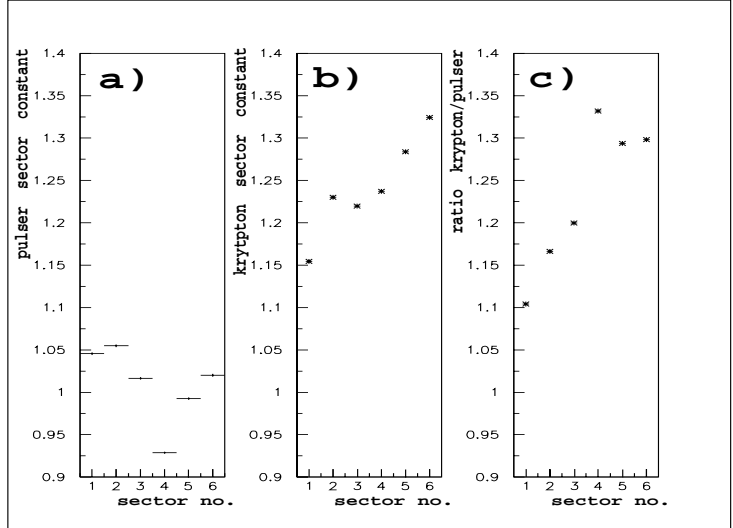 pulser sector constant
a)
1.4
1.35
1.3
1.25
1.2
1.15
1.1
1.05
1
0.95
0.9
1 2 3 4 5 6
sector no.
krytpton sector constant
b)
1.4
1.35
1.3
1.25
1.2
1.15
1.1
1.05
1
0.95
0.9
1 2 3 4 5 6
sector no.
ratio krypton/pulser
c)
1.4
1.35
1.3
1.25
1.2
1.15
1.1
1.05
1
0.95
0.9
1 2 3 4 5 6
sector no.